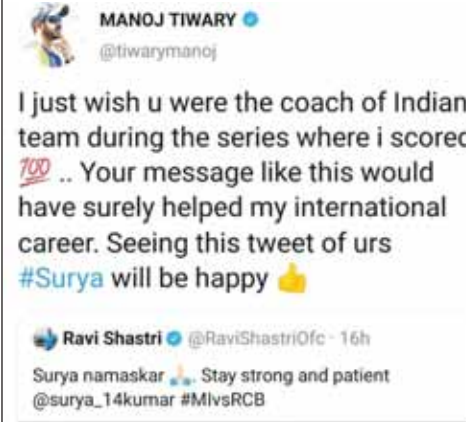 MANOJ TIWARY
@tiwarymanoj
I just wish u were the coach of Indian
team during the series where i scored
💯 .. Your message like this would
have surely helped my international
career. Seeing this tweet of urs
#Surya will be happy 👍
Ravi Shastri @RaviShastriOfc · 16h
Surya namaskar 🙏. Stay strong and patient
@surya_14kumar #MIvsRCB